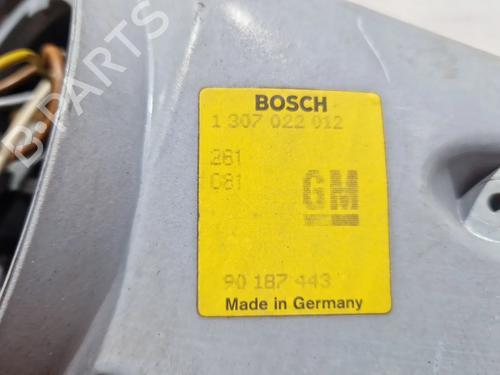 B-PARTS
BOSCH
1 307 022 012
261
081
GM
90 187 443
Made in Germany